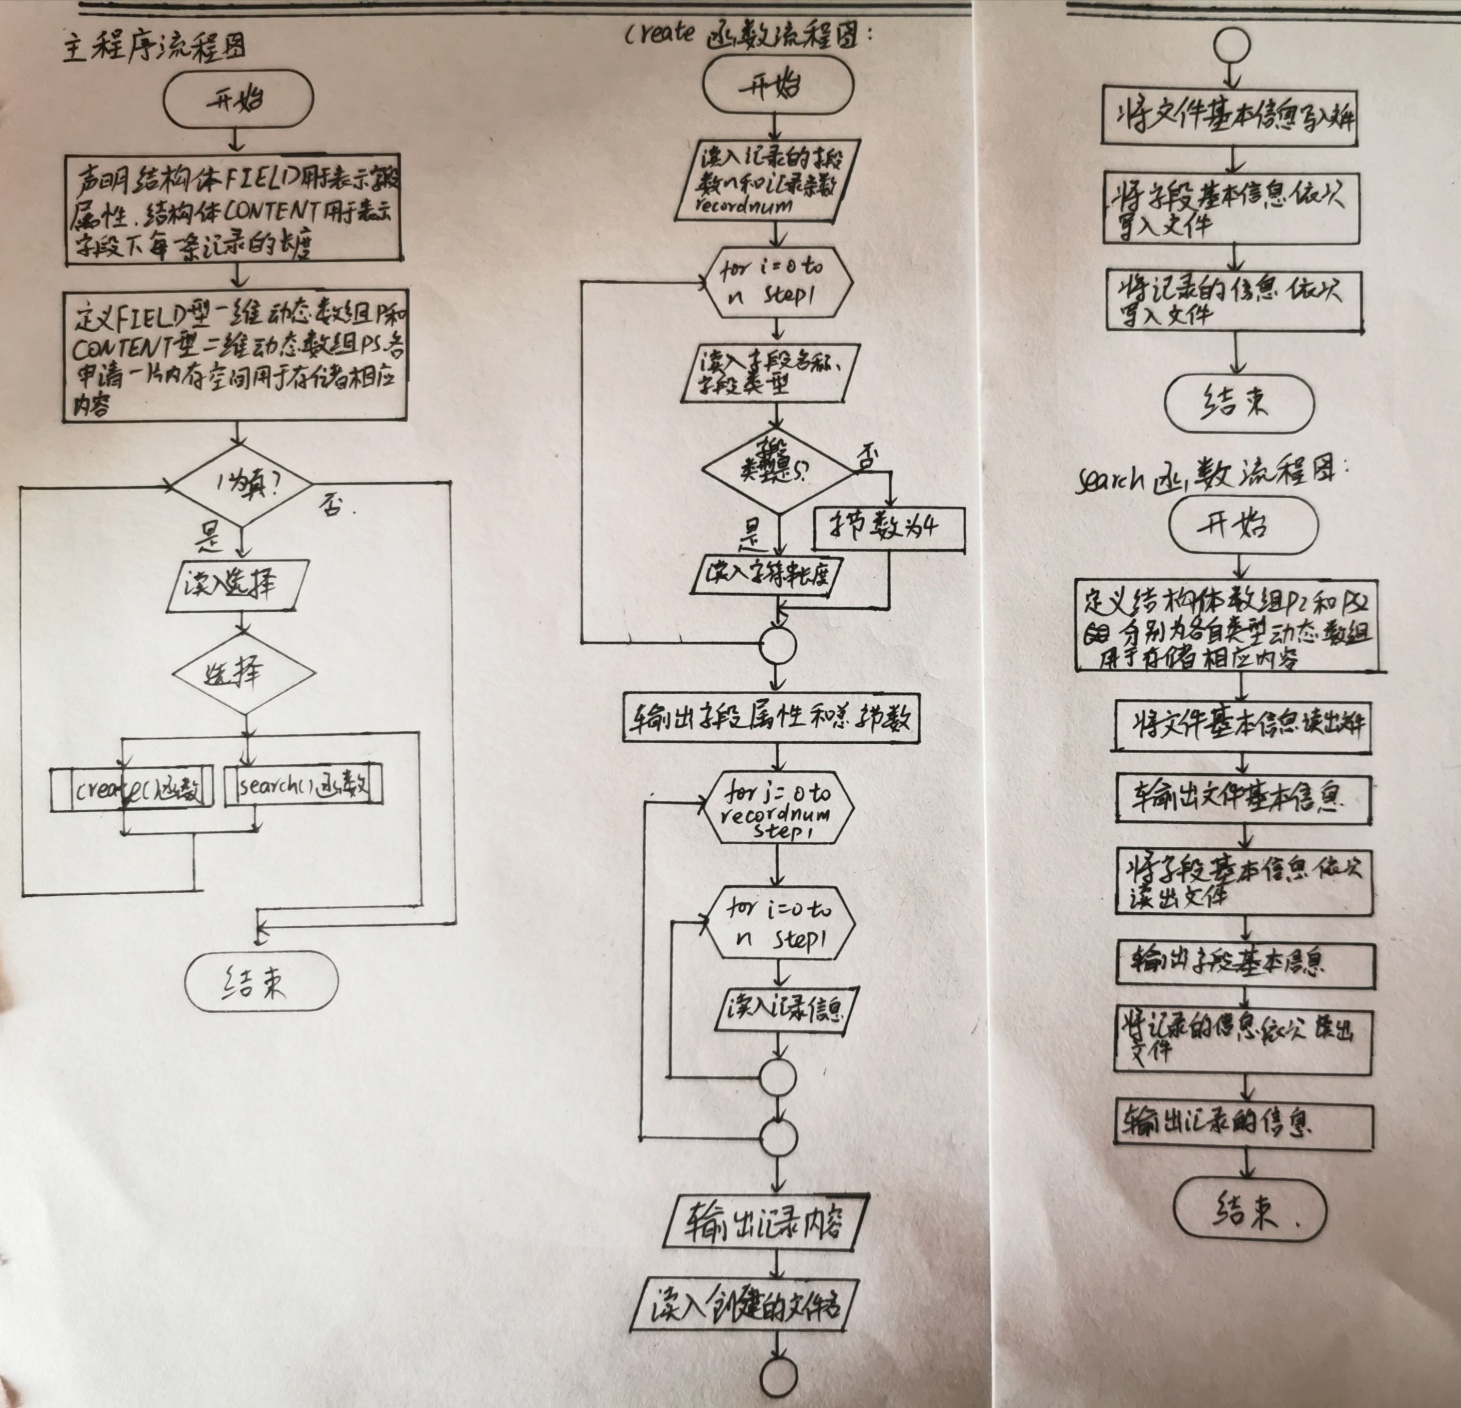 主程序流程图
开始
声明结构体FIELD用于表示字段
属性.结构体CONTENT用于表示
字段下每一条记录的长度
定义FIELD型一维动态数组P和
CONTENT型二维动态数组PS.各
申请一片内存空间用于存储相应
内容
1为真?
否.
是
读入选择
选择
create()函数
search()函数
结束
create函数流程图:
开始
读入记录的字段
数n和记录条数
recordnum
for i=0 to
n step1
读入字段名称、
字段类型
字段
类型是S?
否
字节数为4
是
读入字符串长度
输出字段属性和总字节数
for j=0 to
recordnum
step1
for i=0 to
n step1
读入记录信息
输出记录内容
读入创建的文件名
将文件基本信息写入文件
将字段基本信息依次
写入文件
将记录的信息依次
写入文件
结束
search函数流程图:
开始
定义结构体数组P2和PS2
分别为各自类型动态数组
用于存储相应内容
将文件基本信息读出文件
输出文件基本信息
将字段基本信息依次
读出文件
输出字段基本信息
将记录的信息依次读出
文件
输出记录的信息
结束.